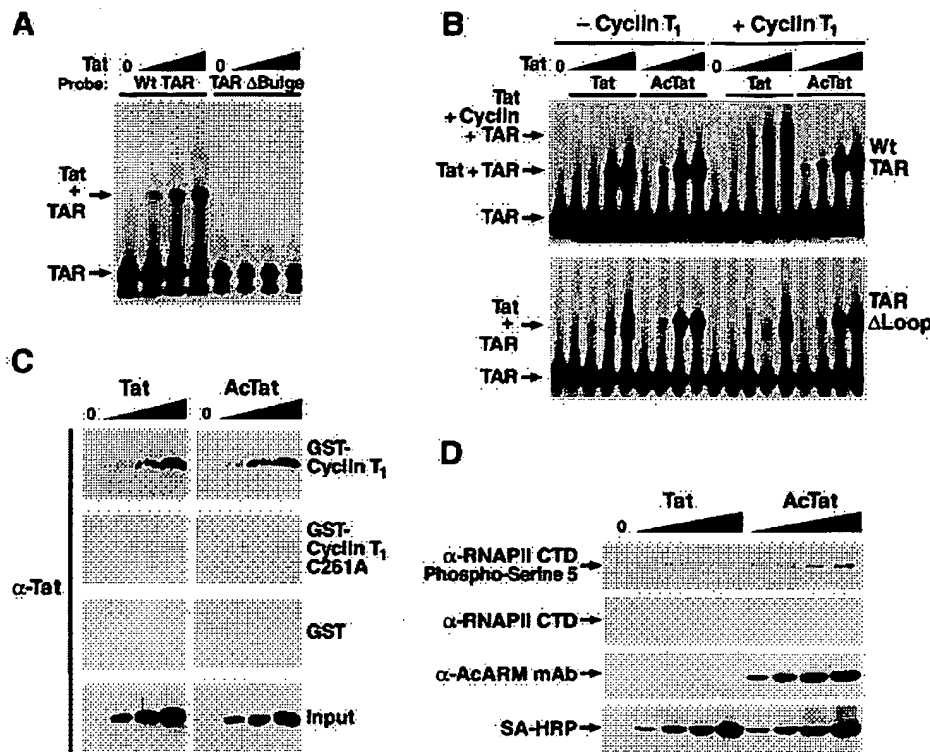 A
Tat 0 0
Probe: Wt TAR TAR ΔBulge
Tat
+
TAR
TAR
B
– Cyclin T1 + Cyclin T1
Tat: 0 0
Tat AcTat Tat AcTat
Tat
+ Cyclin
+ TAR
Tat + TAR
TAR
Wt
TAR
Tat
+
TAR
TAR
TAR
ΔLoop
C
Tat AcTat
0 0
α-Tat
GST-
Cyclin T1
GST-
Cyclin T1
C261A
GST
Input
D
Tat AcTat
0
α-RNAPII CTD
Phospho-Serine 5
α-RNAPII CTD
α-AcARM mAb
SA-HRP